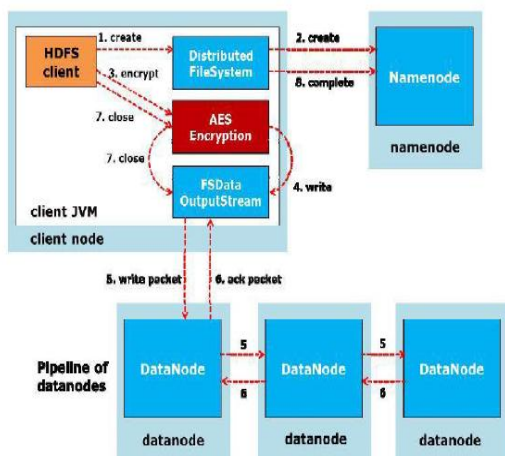 1. create
2. create
HDFS
client
Distributed
FileSystem
Namenode
3. encrypt
8. complete
7. close
AES
Encryption
namenode
7. close
4. write
FSData
OutputStream
client JVM
client node
5. write packet
6. ack packet
Pipeline of
datanodes
DataNode
5
6
DataNode
5
6
DataNode
datanode
datanode
datanode